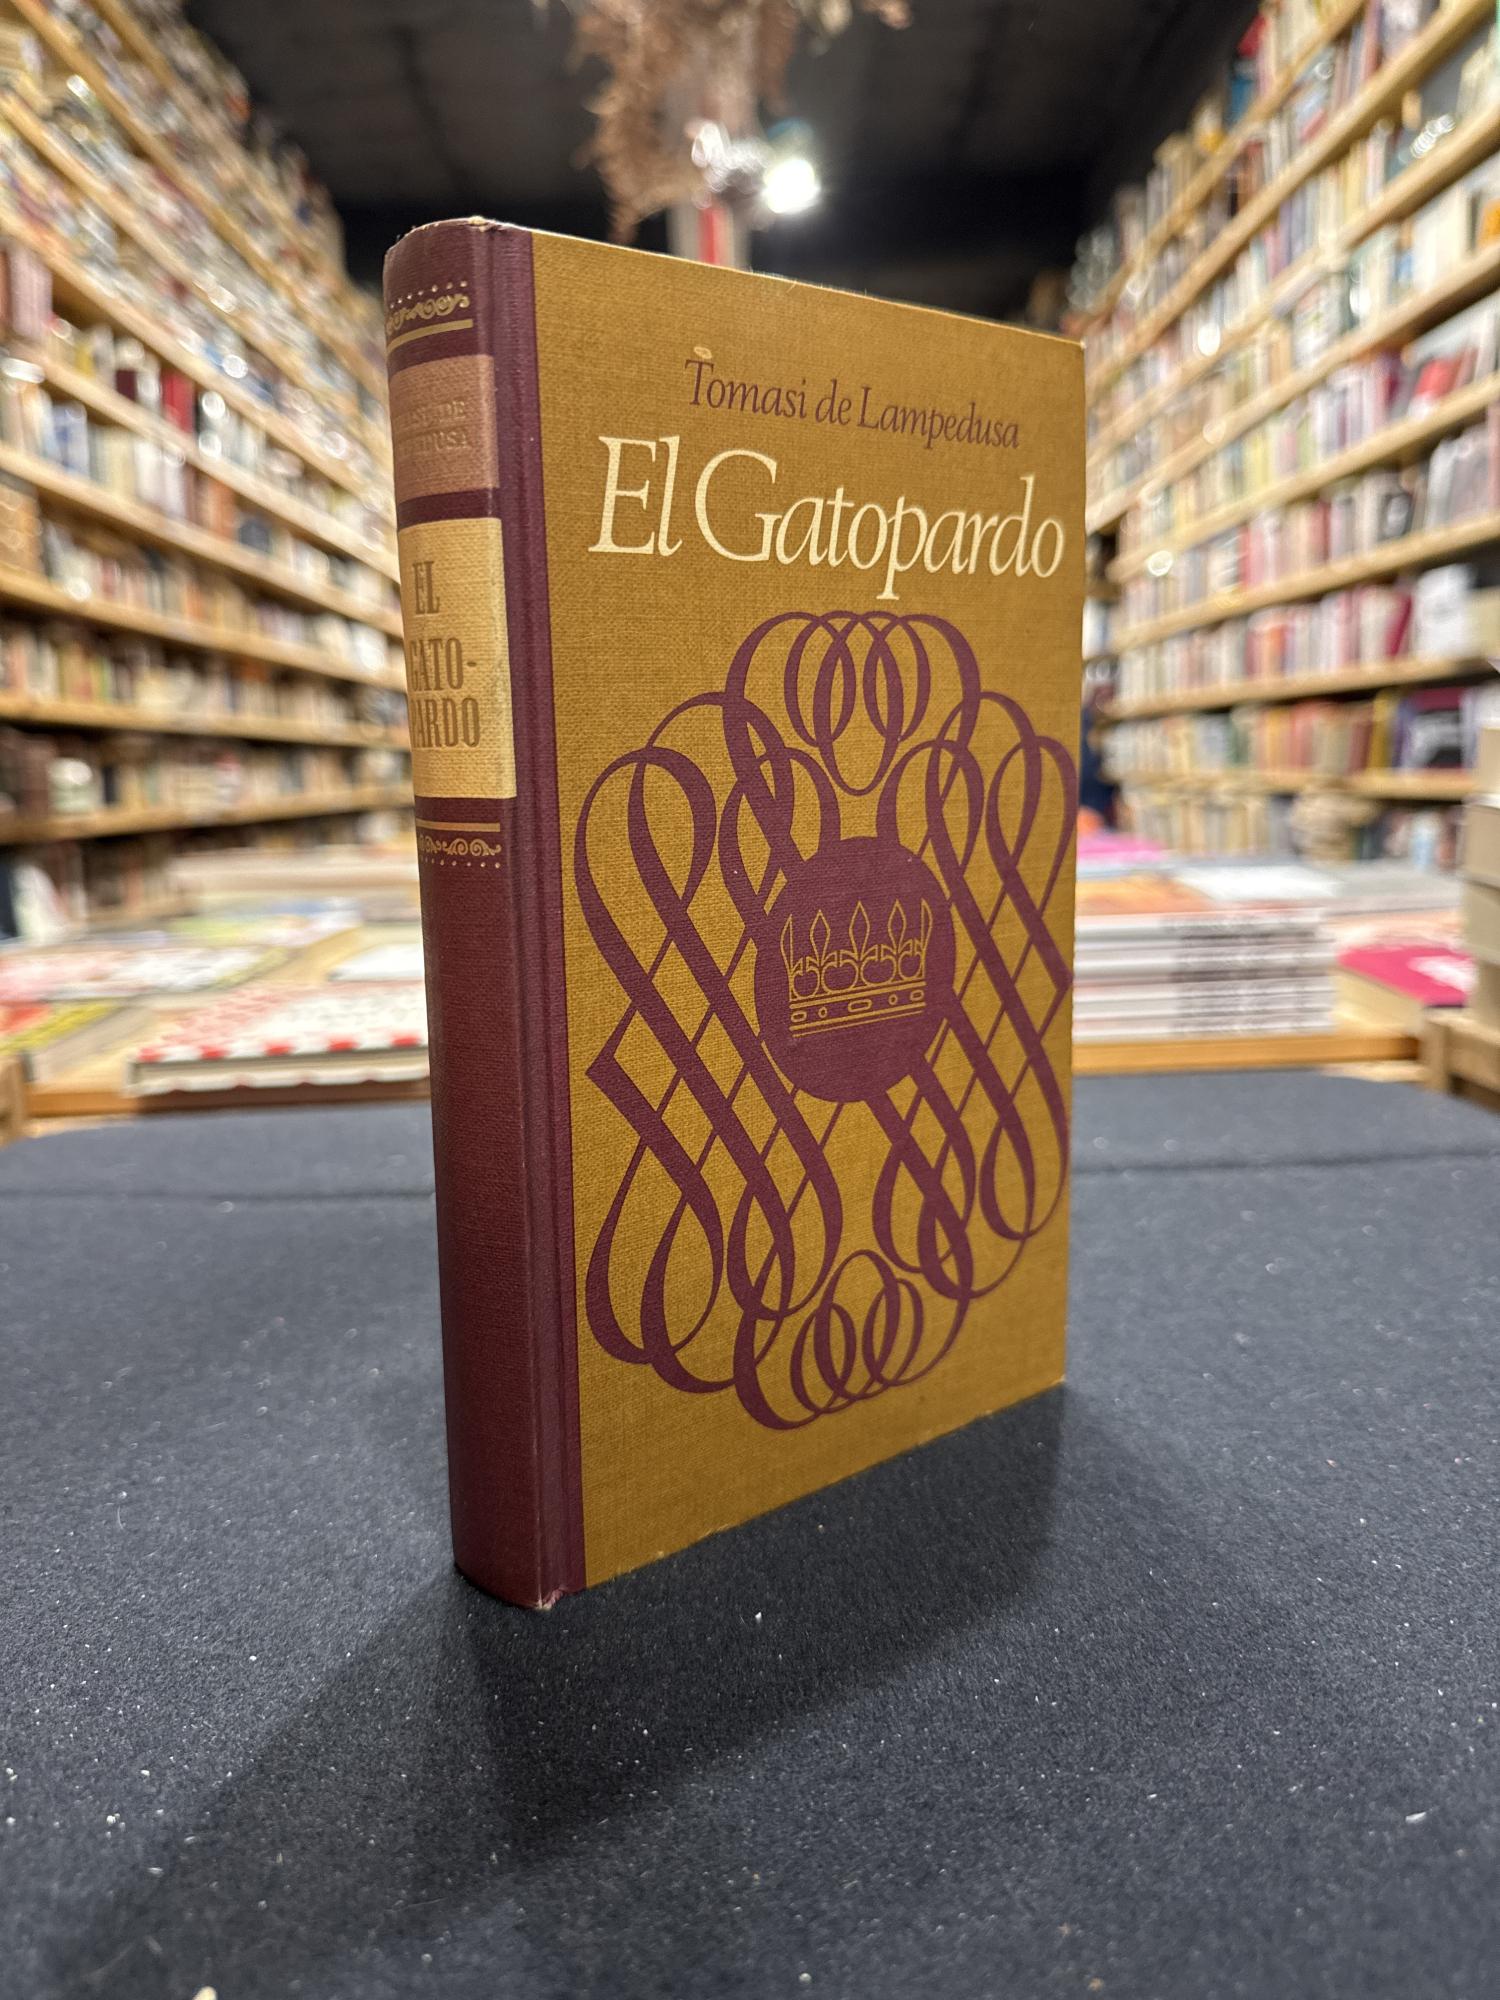 Tomasi de Lampedusa
El Gatopardo
EL
GATO-
PARDO